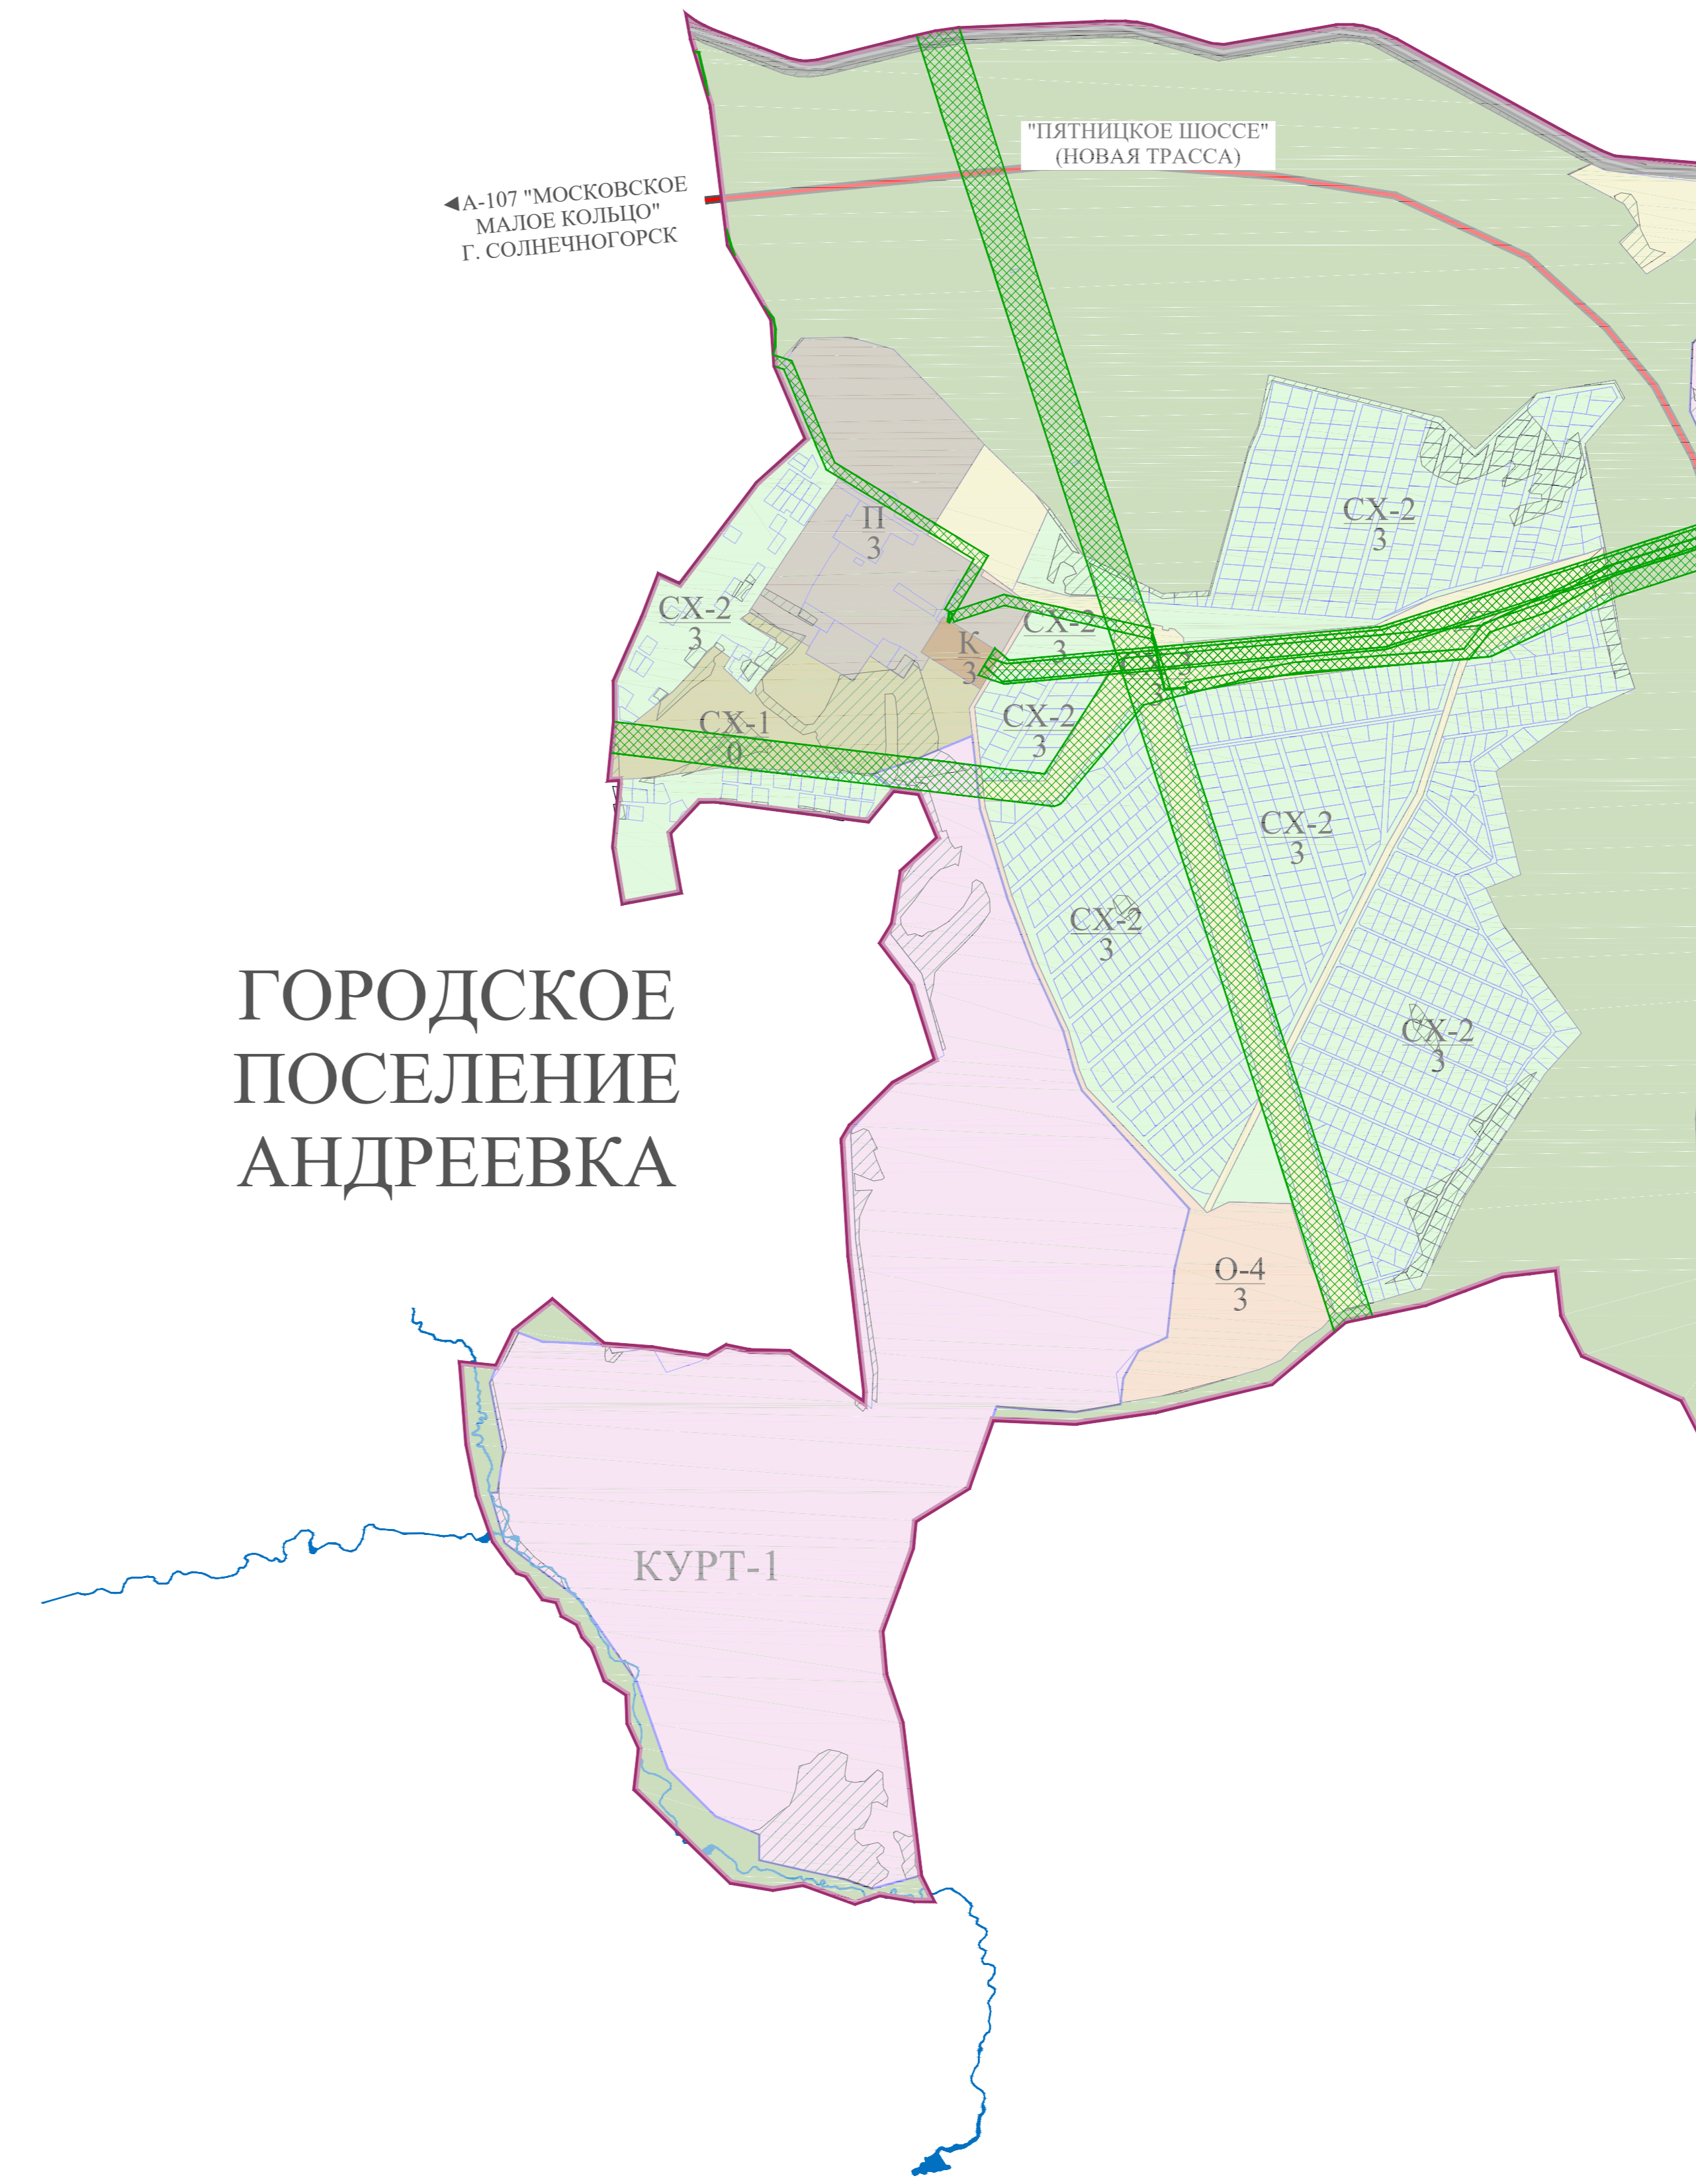 "ПЯТНИЦКОЕ ШОССЕ"
(НОВАЯ ТРАССА)
◄А-107 "МОСКОВСКОЕ
МАЛОЕ КОЛЬЦО"
Г. СОЛНЕЧНОГОРСК
СХ-2
3
П
3
СХ-2
3
СХ-2
3
К
3
3
СХ-2
3
СХ-1
0
СХ-2
3
СХ-2
3
СХ-2
3
ГОРОДСКОЕ
ПОСЕЛЕНИЕ
АНДРЕЕВКА
О-4
3
КУРТ-1